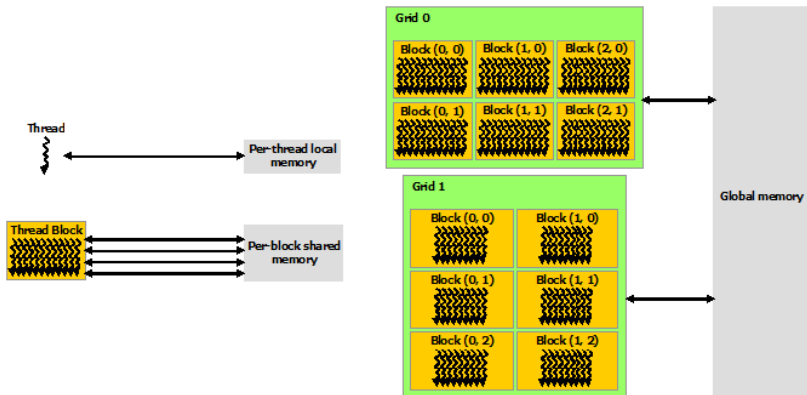 Thread
Per-thread local
memory
Thread Block
Per-block shared
memory
Grid 0
Block (0, 0)
Block (1, 0)
Block (2, 0)
Block (0, 1)
Block (1, 1)
Block (2, 1)
Grid 1
Block (0, 0)
Block (1, 0)
Block (0, 1)
Block (1, 1)
Block (0, 2)
Block (1, 2)
Global memory